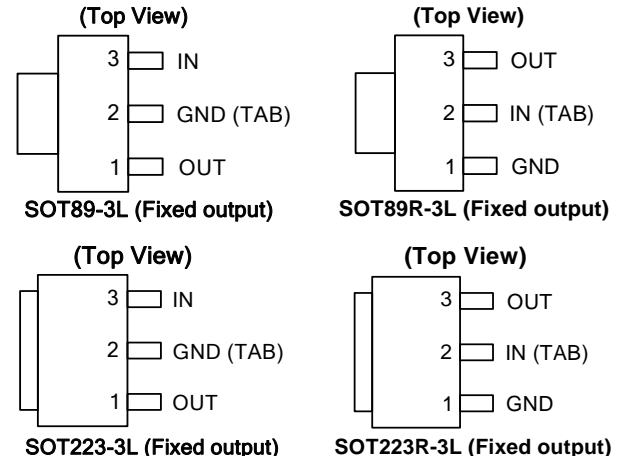 (Top View)
3 IN
2 GND (TAB)
1 OUT
SOT89-3L (Fixed output)
(Top View)
3 OUT
2 IN (TAB)
1 GND
SOT89R-3L (Fixed output)
(Top View)
3 IN
2 GND (TAB)
1 OUT
SOT223-3L (Fixed output)
(Top View)
3 OUT
2 IN (TAB)
1 GND
SOT223R-3L (Fixed output)